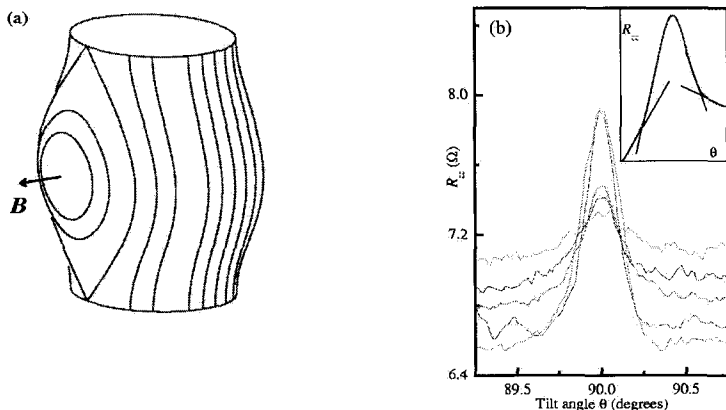 (a)
B
(b)
R_zz (Ω)
8.0
7.2
6.4
89.5
90.0
90.5
Tilt angle θ (degrees)
R_zz
θ